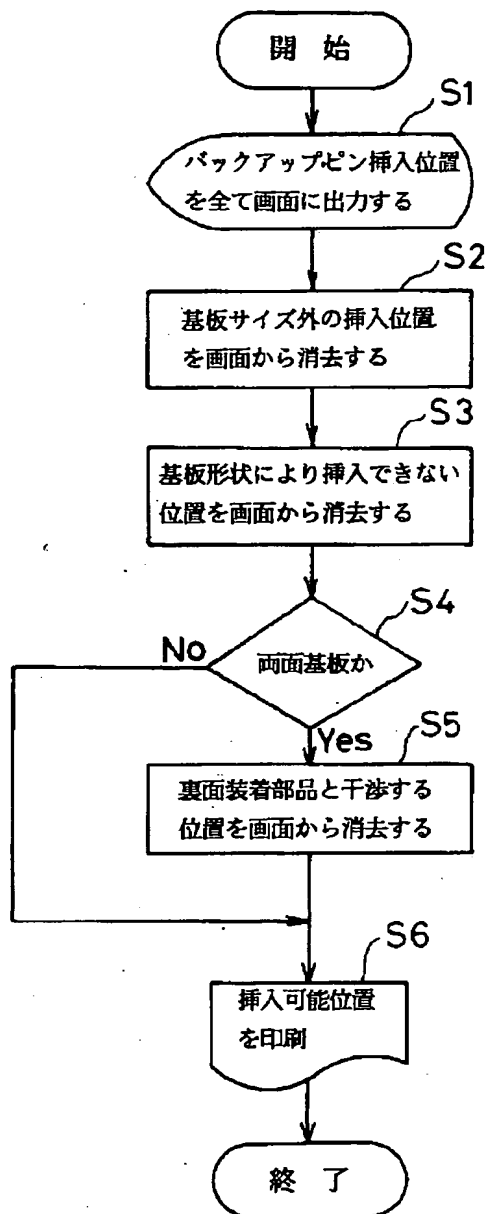 開始
S1
バックアップピン挿入位置
を全て画面に出力する
S2
基板サイズ外の挿入位置
を画面から消去する
S3
基板形状により挿入できない
位置を画面から消去する
S4
No
両面基板か
Yes
S5
裏面装着部品と干渉する
位置を画面から消去する
S6
挿入可能位置
を印刷
終了